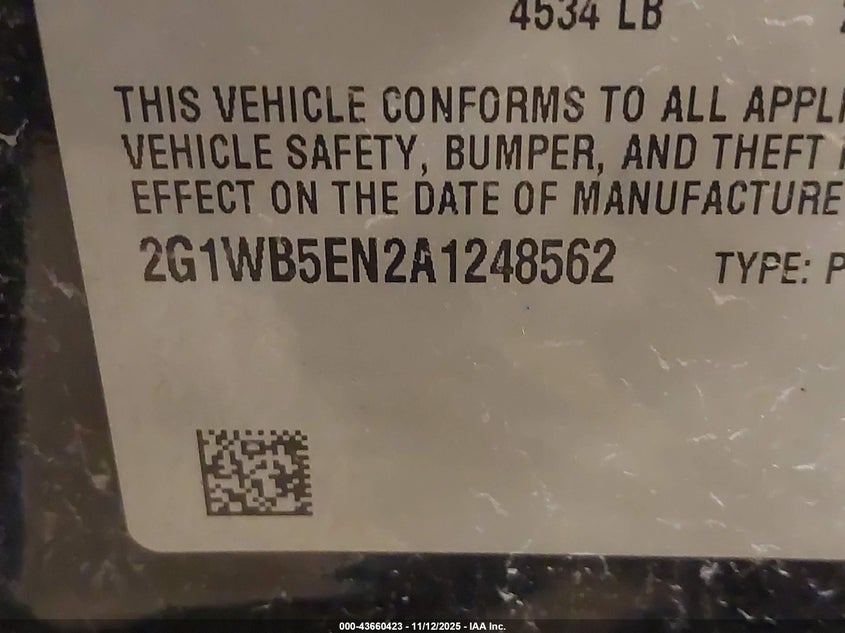 4534 LB
THIS VEHICLE CONFORMS TO ALL APPLI
VEHICLE SAFETY, BUMPER, AND THEFT
EFFECT ON THE DATE OF MANUFACTURE
2G1WB5EN2A1248562 TYPE: P
000-43660423 - 11/12/2025 - IAA Inc.